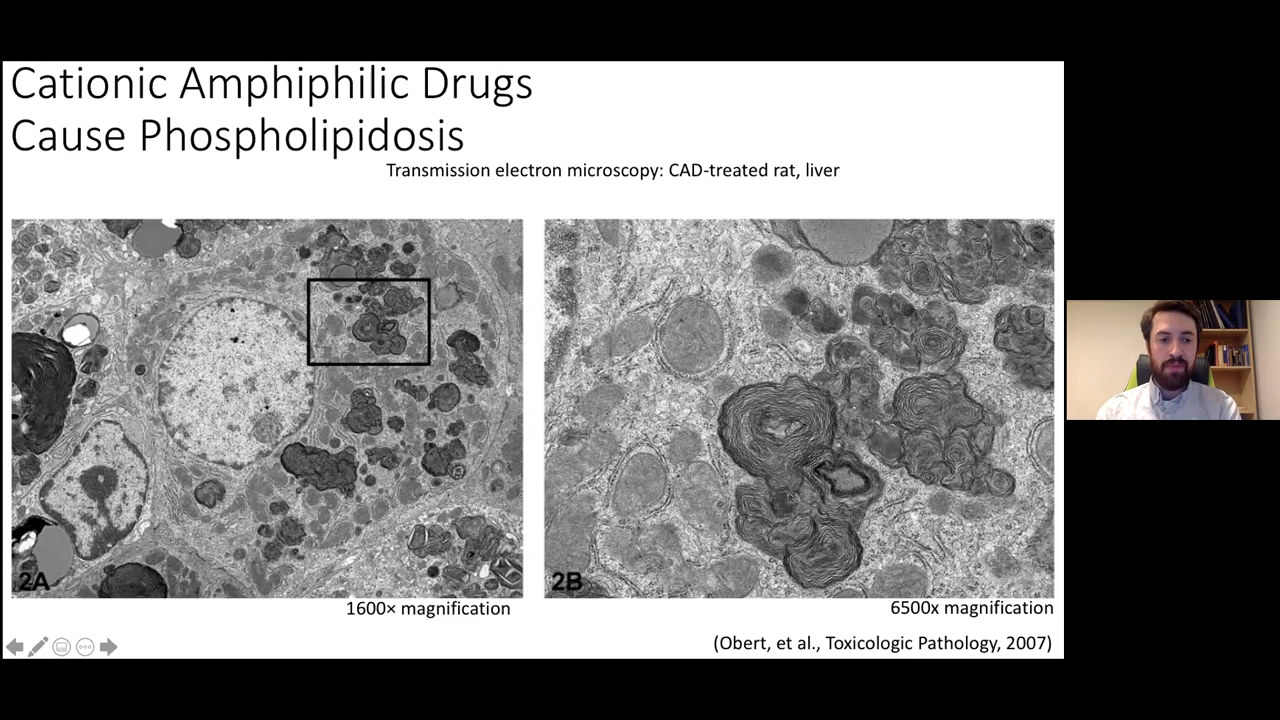 Cationic Amphiphilic Drugs
Cause Phospholipidosis
Transmission electron microscopy: CAD-treated rat, liver
2A
2B
1600× magnification
6500x magnification
(Obert, et al., Toxicologic Pathology, 2007)